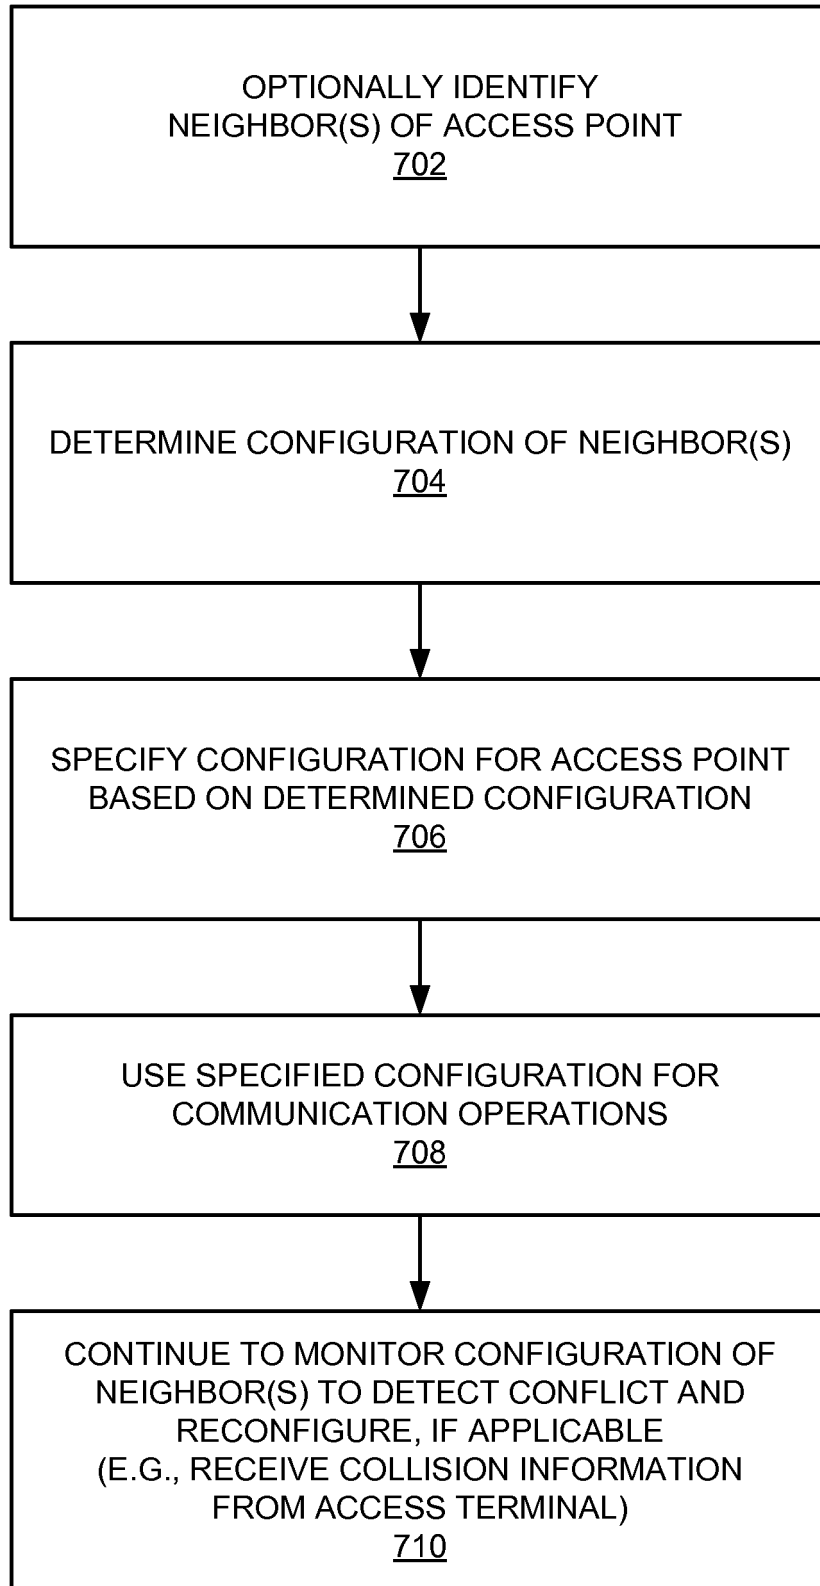 OPTIONALLY IDENTIFY
NEIGHBOR(S) OF ACCESS POINT
702
DETERMINE CONFIGURATION OF NEIGHBOR(S)
704
SPECIFY CONFIGURATION FOR ACCESS POINT
BASED ON DETERMINED CONFIGURATION
706
USE SPECIFIED CONFIGURATION FOR
COMMUNICATION OPERATIONS
708
CONTINUE TO MONITOR CONFIGURATION OF
NEIGHBOR(S) TO DETECT CONFLICT AND
RECONFIGURE, IF APPLICABLE
(E.G., RECEIVE COLLISION INFORMATION
FROM ACCESS TERMINAL)
710